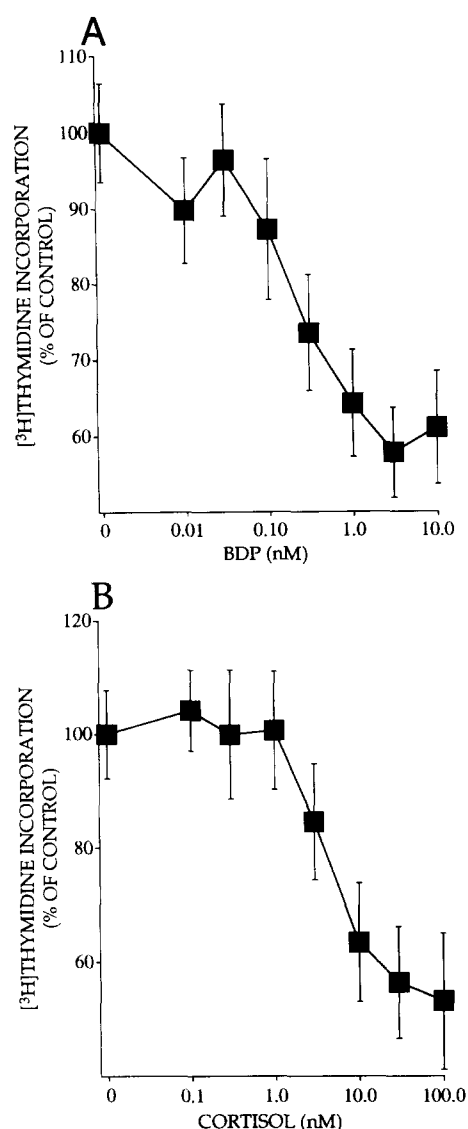 A
[³H]THYMIDINE INCORPORATION
(% OF CONTROL)
100
90
80
70
60
0 0.01 0.10 1.0 10.0
BDP (nM)
B
[³H]THYMIDINE INCORPORATION
(% OF CONTROL)
120
100
80
60
0 0.1 1.0 10.0 100.0
CORTISOL (nM)